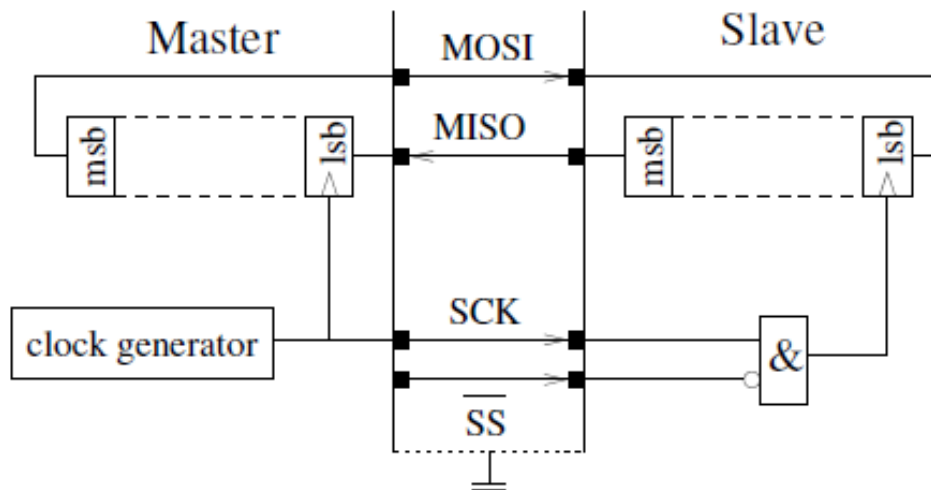 Master
MOSI
Slave
msb
lsb
MISO
msb
lsb
clock generator
SCK
&
SS